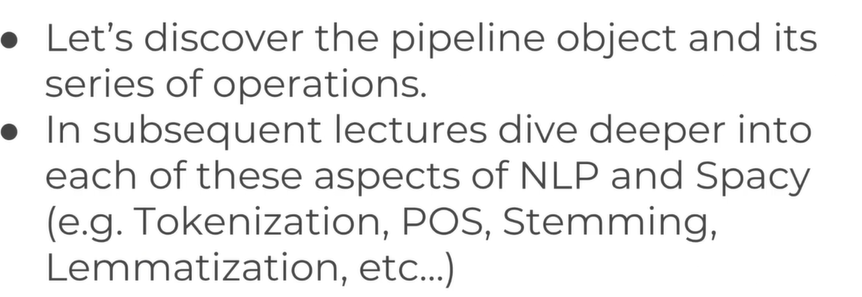 ● Let’s discover the pipeline object and its
series of operations.
● In subsequent lectures dive deeper into
each of these aspects of NLP and Spacy
(e.g. Tokenization, POS, Stemming,
Lemmatization, etc...)